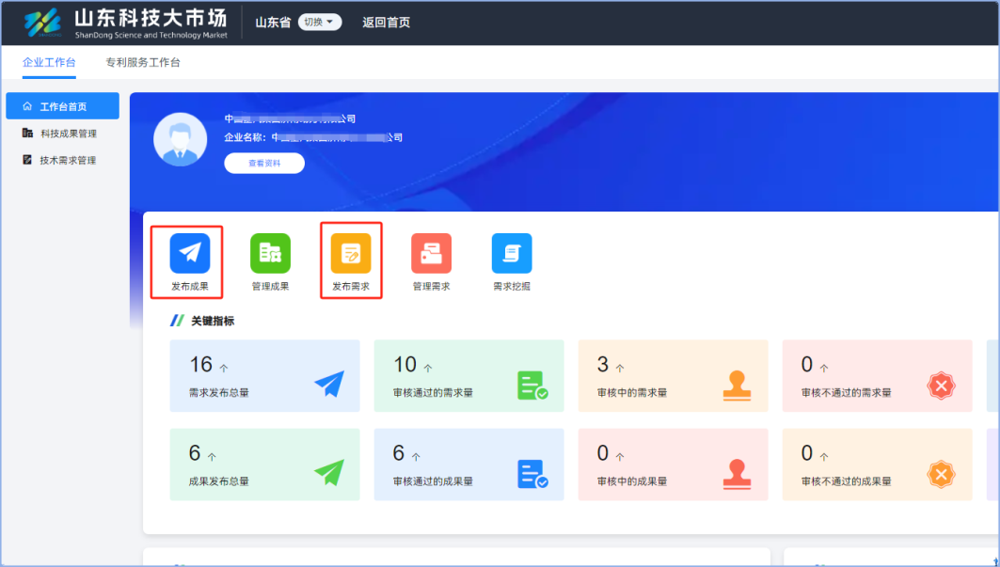 山东科技大市场
ShanDong Science and Technology Market
山东省 切换 返回首页
企业工作台 专利服务工作台
工作台首页
科技成果管理
技术需求管理
公司
企业名称：中 公司
查看资料
发布成果 管理成果 发布需求 管理需求 需求挖掘
关键指标
16 个 10 个 3 个 0 个
需求发布总量 审核通过的需求量 审核中的需求量 审核不通过的需求量
6 个 6 个 0 个 0 个
成果发布总量 审核通过的成果量 审核中的成果量 审核不通过的成果量